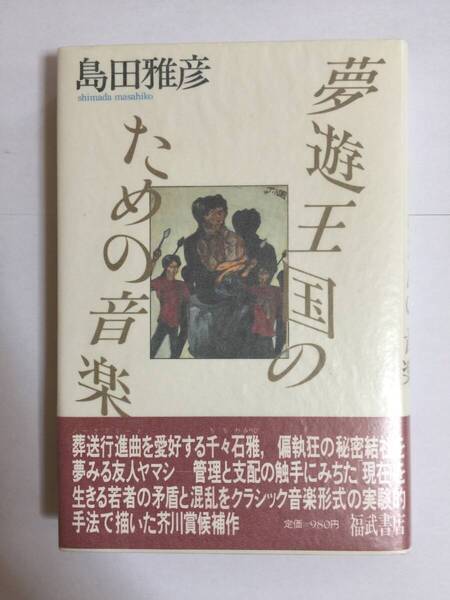 島田雅彦
shimada masahiko
夢遊王国の
ための音楽
葬送行進曲を愛好する千々石雅，偏執狂の秘密結社を
夢みる友人ヤマシ──管理と支配の触手にみちた現在を
生きる若者の矛盾と混乱をクラシック音楽形式の実験的
手法で描いた芥川賞候補作
定価=980円
福武書店